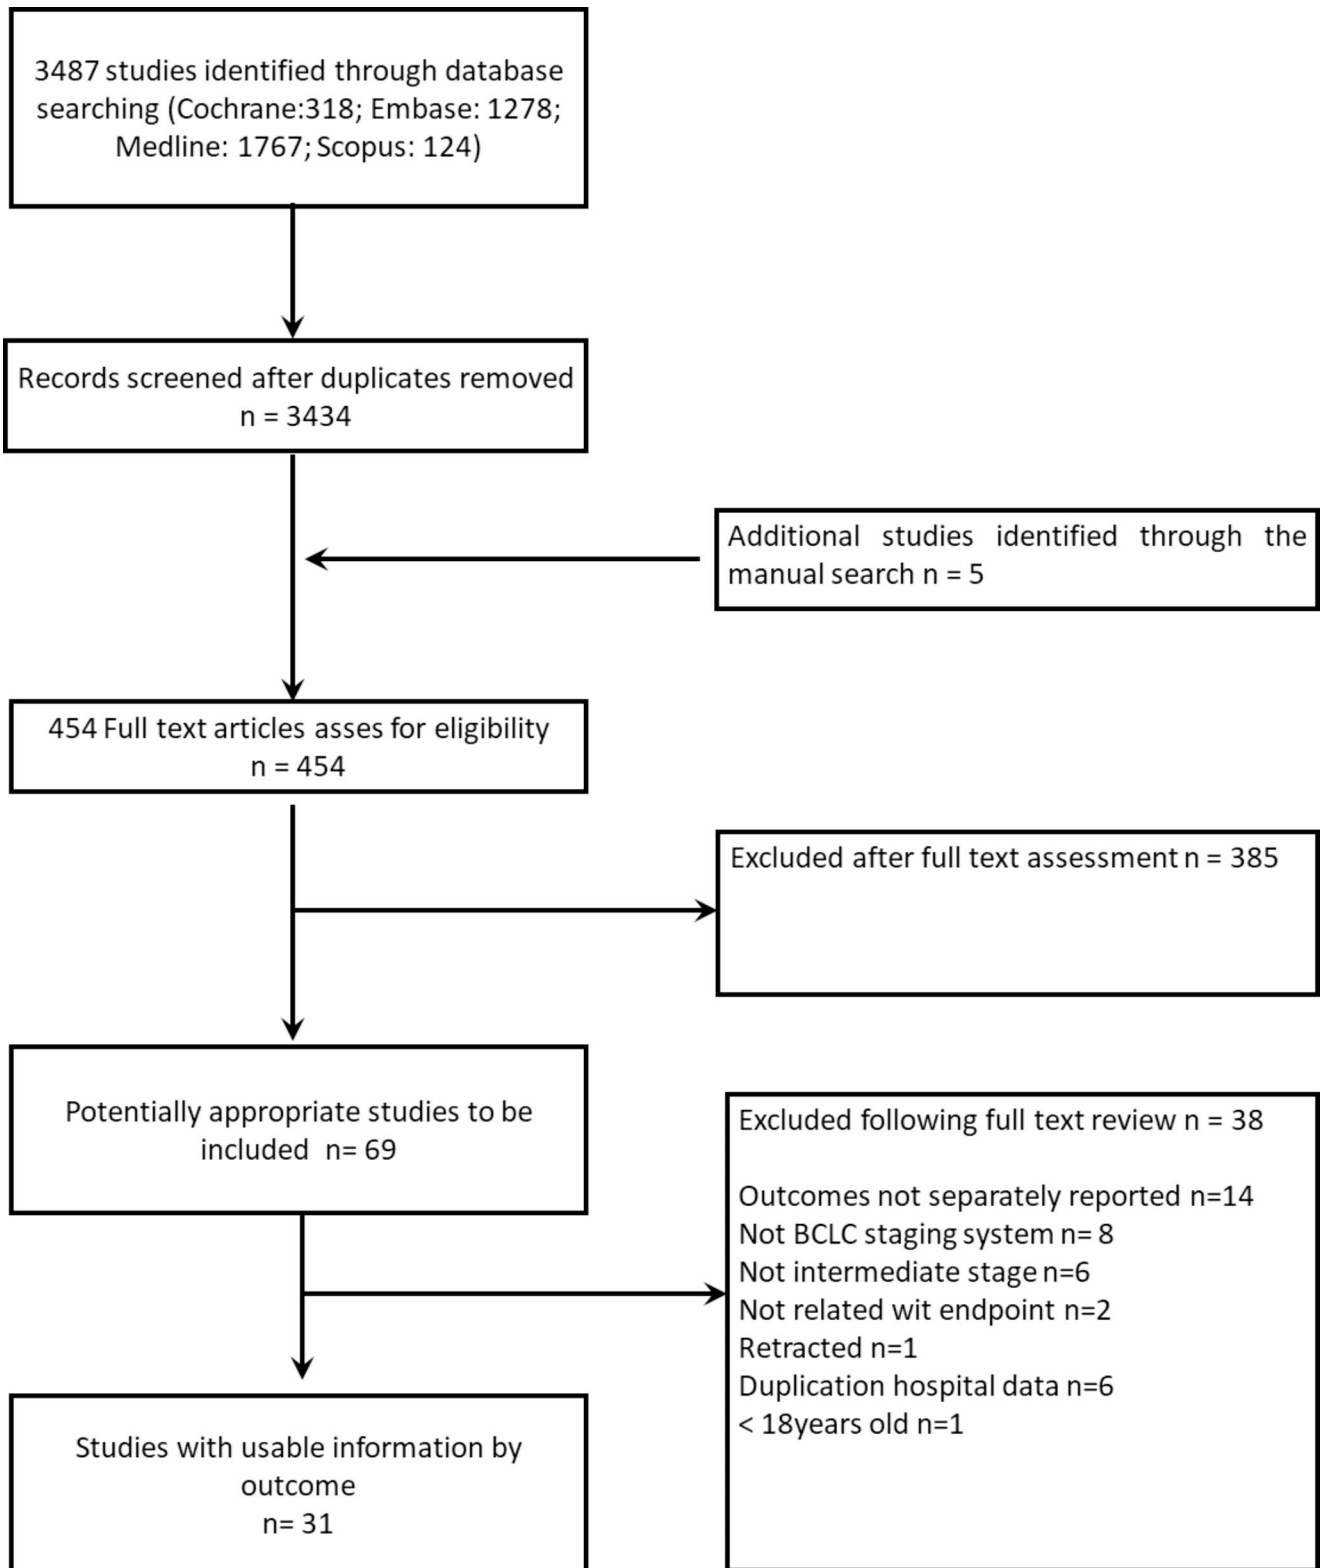 3487 studies identified through database
searching (Cochrane:318; Embase: 1278;
Medline: 1767; Scopus: 124)
Records screened after duplicates removed
n = 3434
Additional studies identified through the
manual search n = 5
454 Full text articles asses for eligibility
n = 454
Excluded after full text assessment n = 385
Potentially appropriate studies to be
included n= 69
Excluded following full text review n = 38
Outcomes not separately reported n=14
Not BCLC staging system n= 8
Not intermediate stage n=6
Not related wit endpoint n=2
Retracted n=1
Duplication hospital data n=6
< 18years old n=1
Studies with usable information by
outcome
n= 31